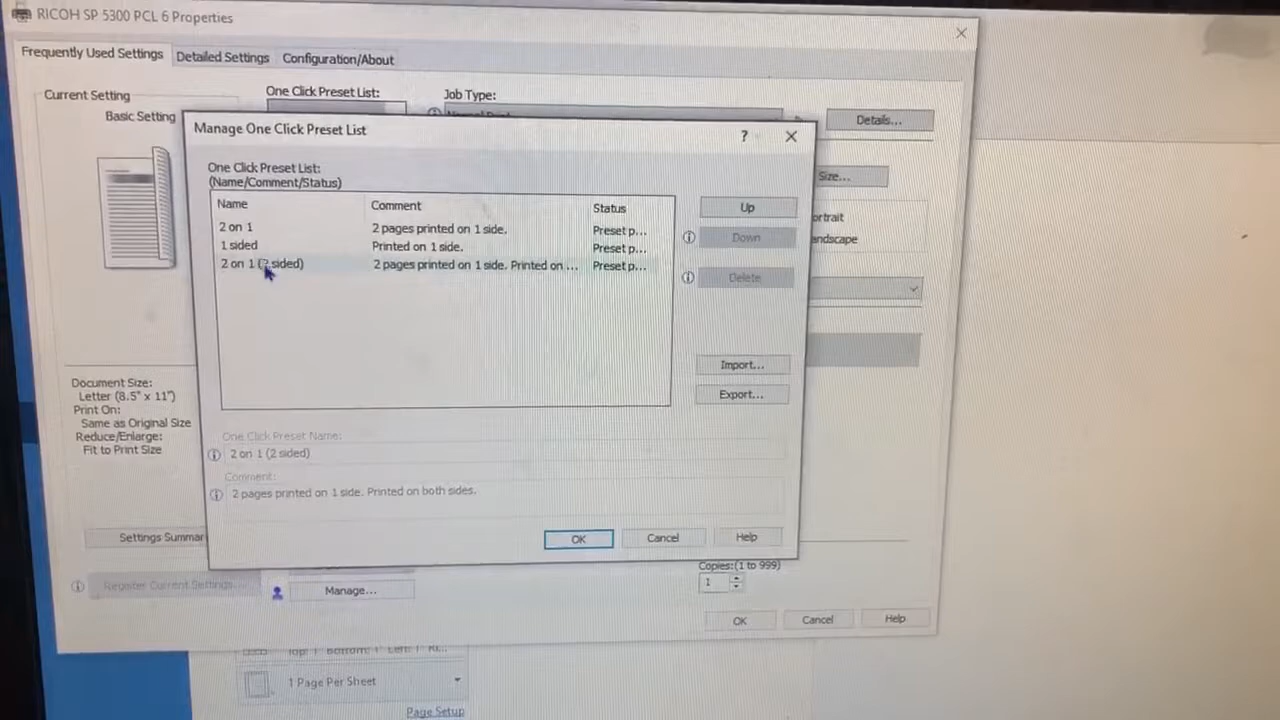 RICOH SP 5300 PCL 6 Properties
Frequently Used Settings
Detailed Settings
Configuration/About
Current Setting
Basic Setting
One Click Preset List:
Job Type:
Details...
Manage One Click Preset List
?
One Click Preset List:
(Name/Comment/Status)
Name Comment Status
2 on 1 2 pages printed on 1 side. Preset p...
1 sided Printed on 1 side. Preset p...
2 on 1 (2 sided) 2 pages printed on 1 side. Printed on ... Preset p...
Up
Down
Delete
Import...
Export...
One Click Preset Name:
2 on 1 (2 sided)
Comment:
2 pages printed on 1 side. Printed on both sides.
OK
Cancel
Help
Size...
ortrait
andscape
Document Size:
Letter (8.5" x 11")
Print On:
Same as Original Size
Reduce/Enlarge:
Fit to Print Size
Settings Summar
Register Current Settings...
Manage...
Copies:(1 to 999)
1
OK
Cancel
Help
1 Page Per Sheet
Page Setup